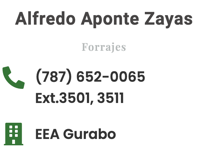 Alfredo Aponte Zayas
Forrajes
(787) 652-0065
Ext.3501, 3511
EEA Gurabo